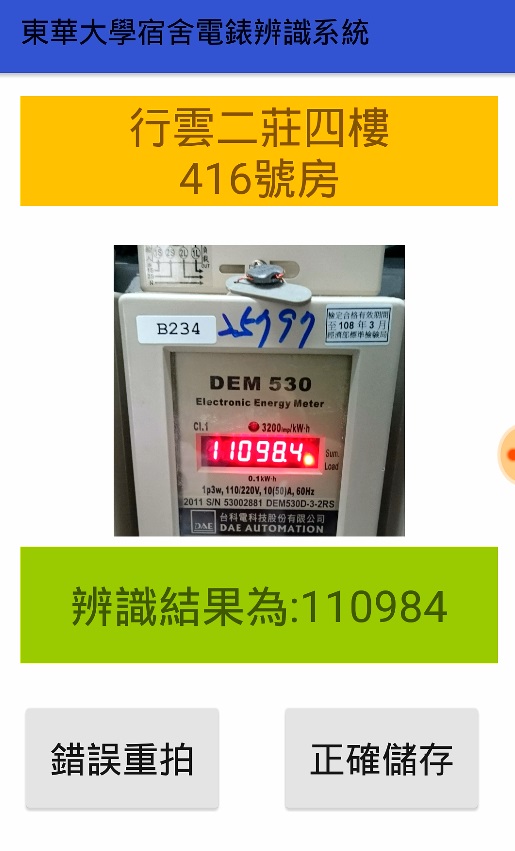 東華大學宿舍電錶辨識系統
行雲二莊四樓
416號房
B234
25797
檢定合格有效期間
至108年3月
經濟部標準檢驗局
DEM 530
Electronic Energy Meter
Cl.1
3200imp/kW·h
11098.4
Sum.
Load
0.1kW·h
1p3w, 110/220V, 10(50)A, 60Hz
2011 S/N 53002881 DEM530D-3-2RS
DAE
台科電科技股份有限公司
DAE AUTOMATION
辨識結果為:110984
錯誤重拍
正確儲存